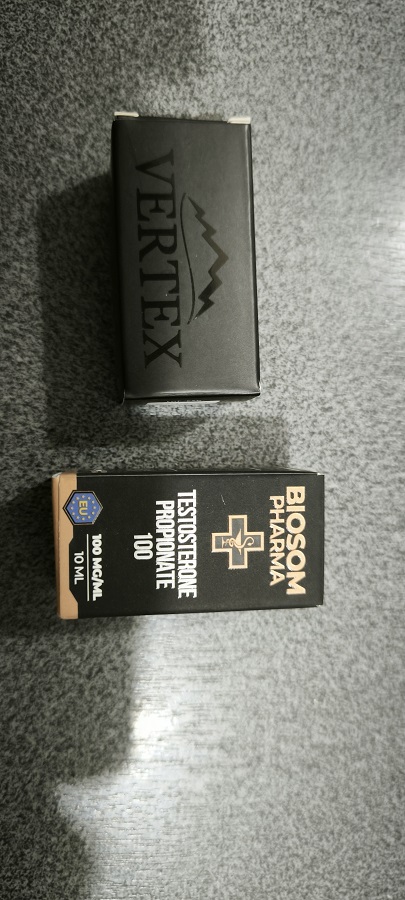 VERTEX
BIOSOM
PHARMA
TESTOSTERONE
PROPIONATE
100
EU
100 MG/ML
10 ML